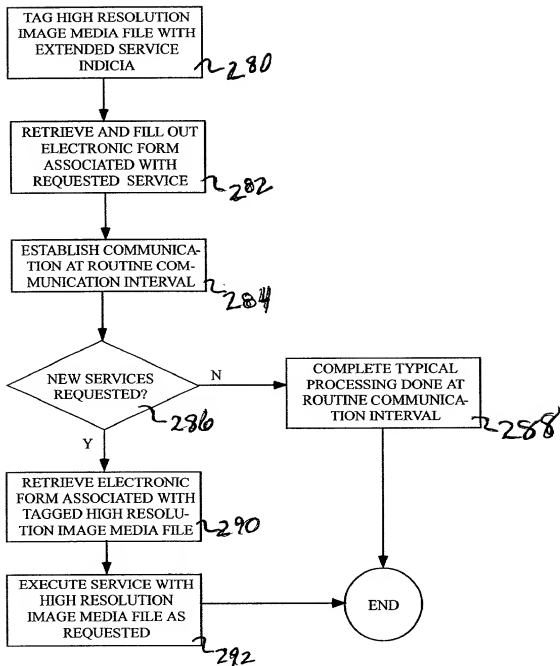 TAG HIGH RESOLUTION
IMAGE MEDIA FILE WITH
EXTENDED SERVICE
INDICIA
280
RETRIEVE AND FILL OUT
ELECTRONIC FORM
ASSOCIATED WITH
REQUESTED SERVICE
282
ESTABLISH COMMUNICA-
TION AT ROUTINE COM-
MUNICATION INTERVAL
284
NEW SERVICES
REQUESTED?
286
N
COMPLETE TYPICAL
PROCESSING DONE AT
ROUTINE COMMUNICA-
TION INTERVAL
288
Y
RETRIEVE ELECTRONIC
FORM ASSOCIATED WITH
TAGGED HIGH RESOLU-
TION IMAGE MEDIA FILE
290
EXECUTE SERVICE WITH
HIGH RESOLUTION
IMAGE MEDIA FILE AS
REQUESTED
292
END